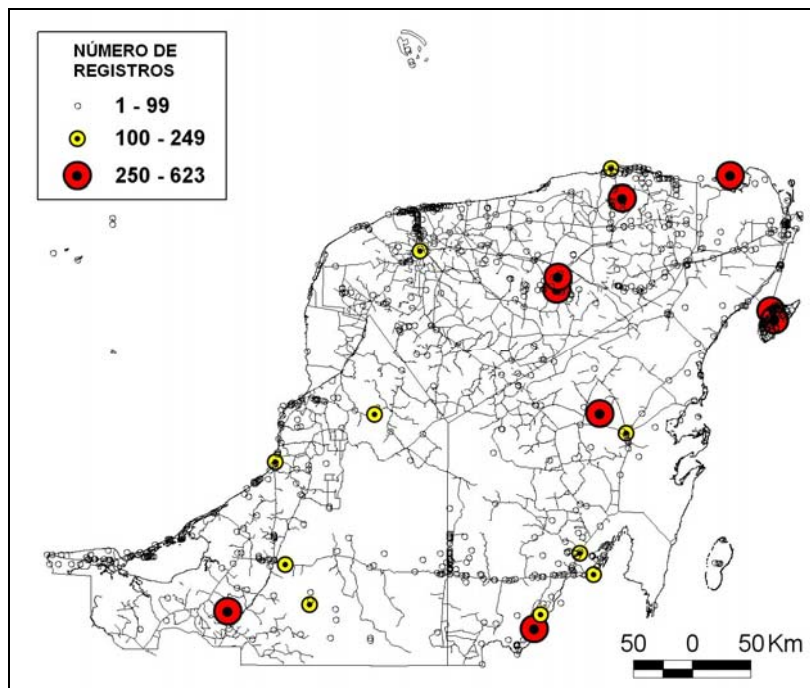 NÚMERO DE
REGISTROS
1 - 99
100 - 249
250 - 623
50 0 50 Km